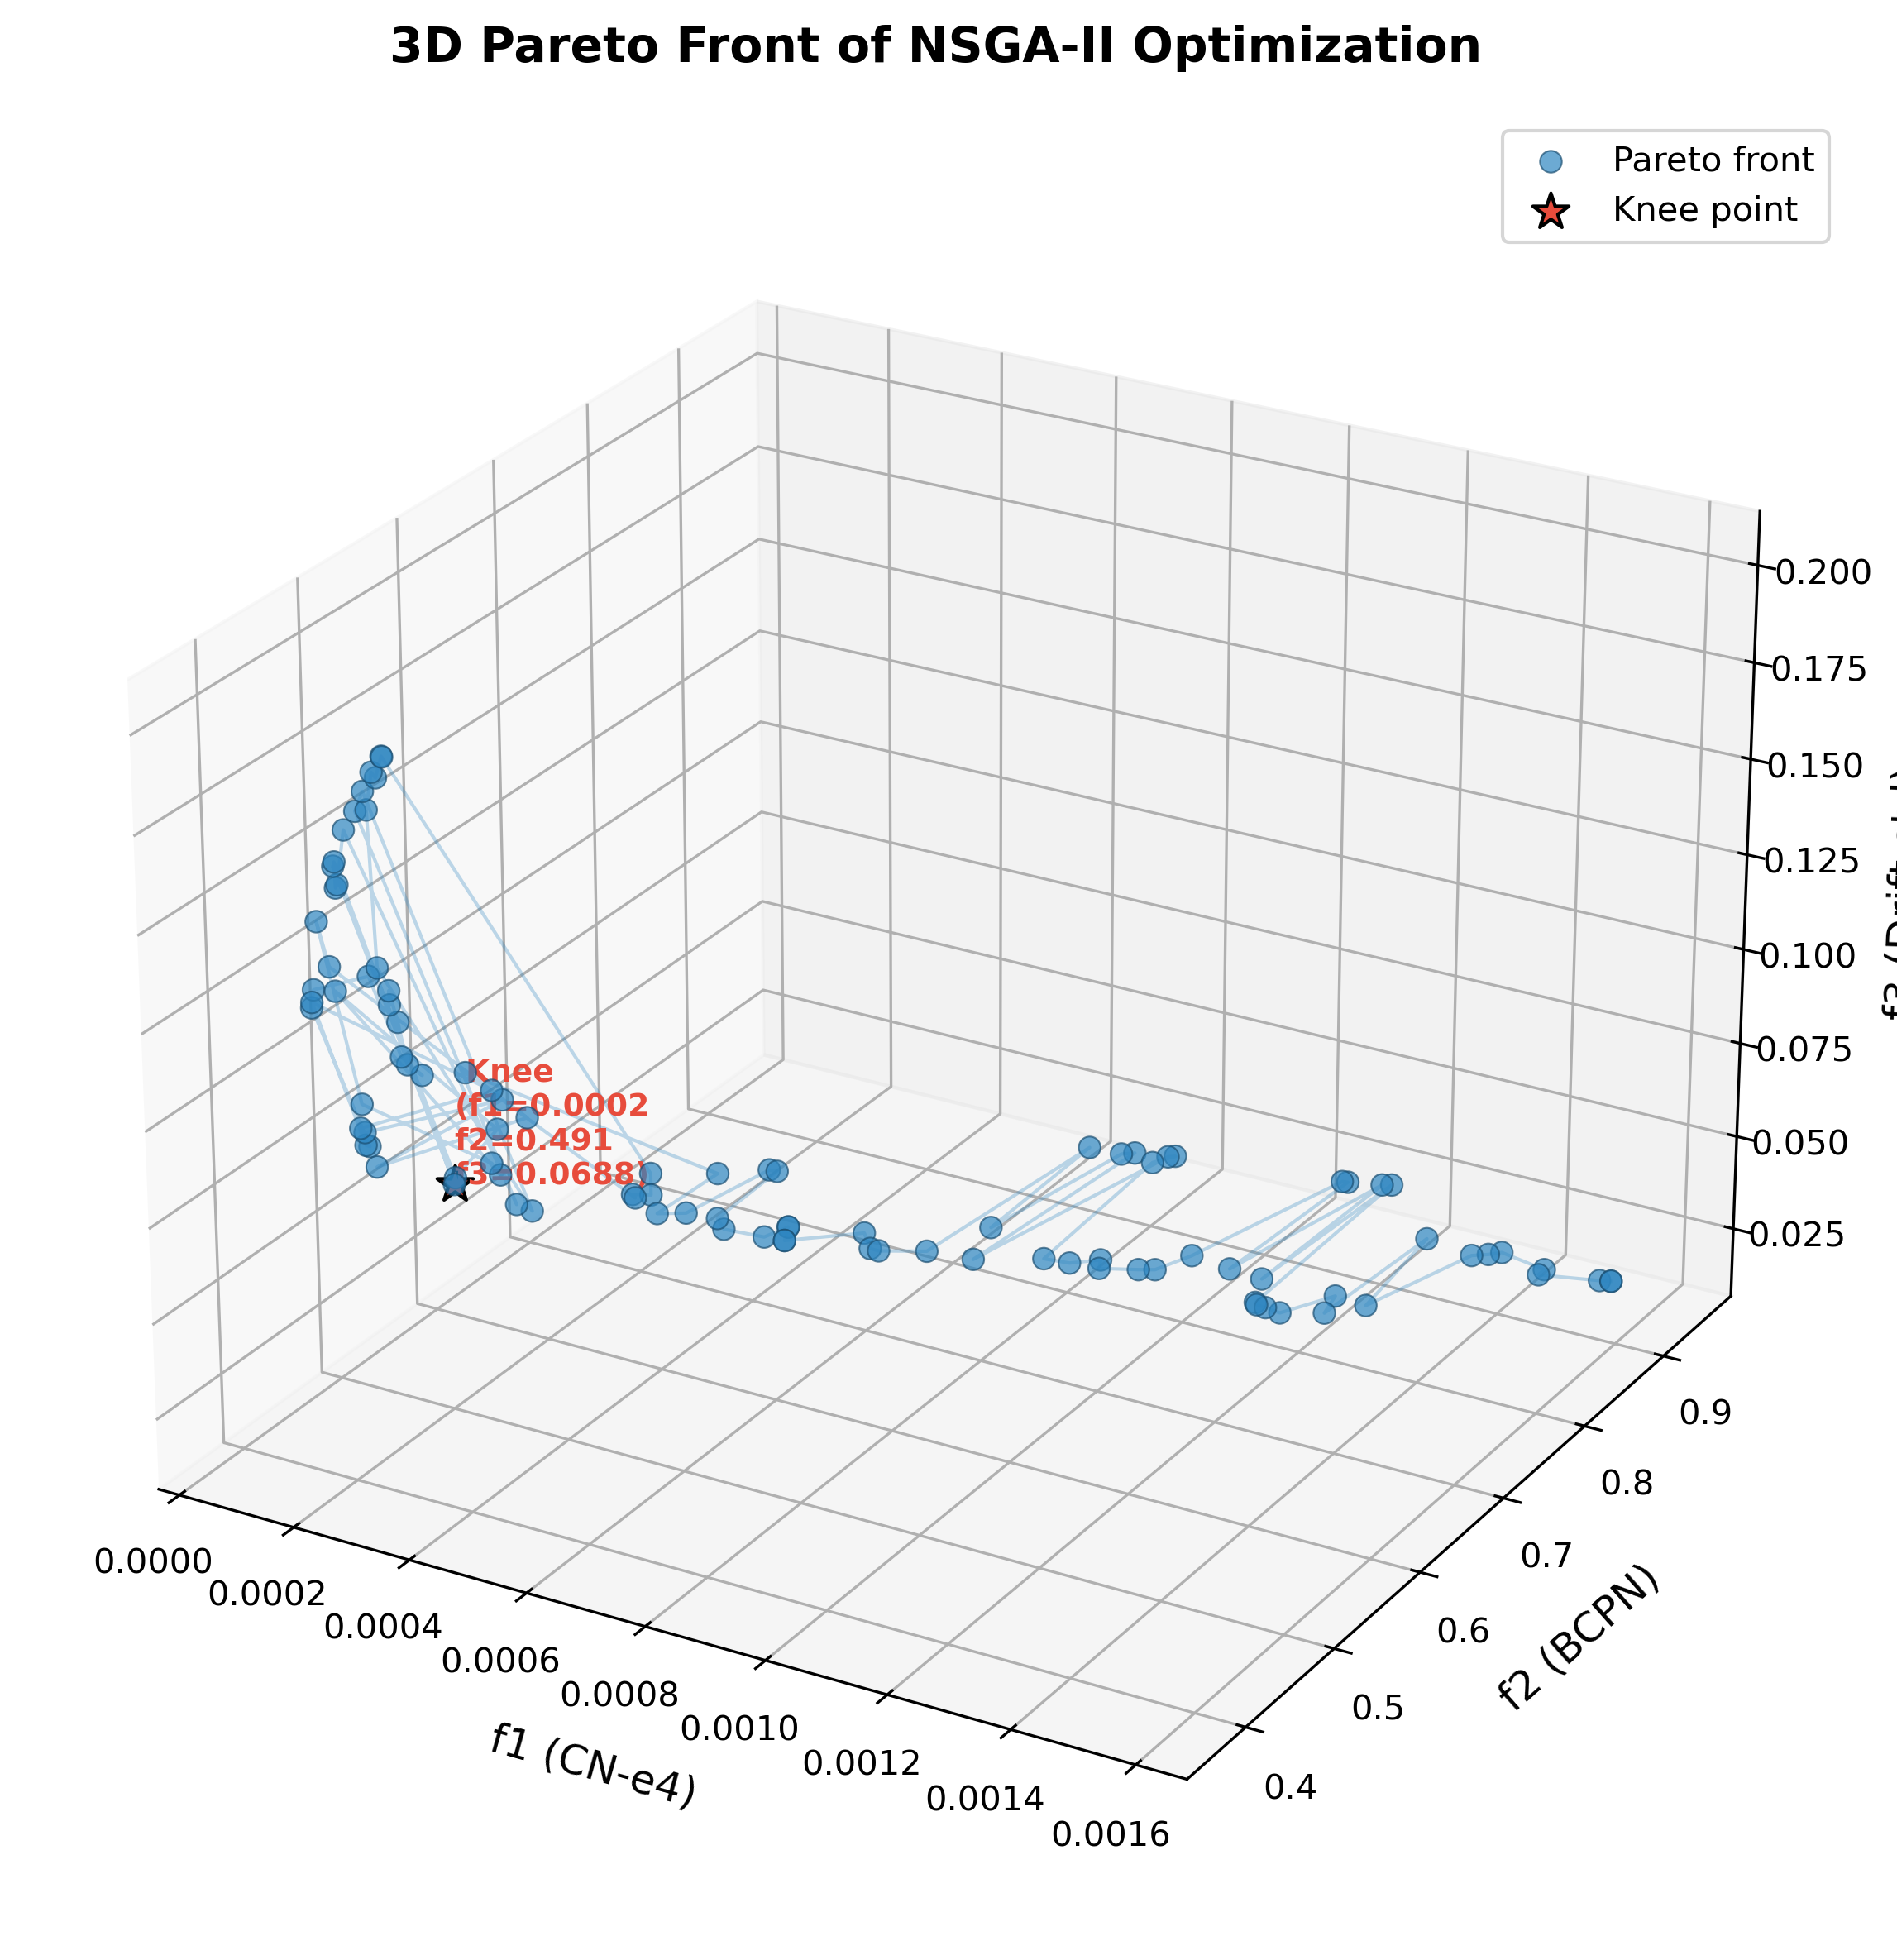 3D Pareto Front of NSGA-II Optimization
Pareto front
Knee point
0.200
0.175
0.150
0.125
0.100
0.075
0.050
0.025
Knee
(f1=0.0002
f2=0.491
f3=0.0688)
0.0000
0.0002
0.0004
0.0006
0.0008
0.0010
0.0012
0.0014
0.0016
f1 (CN-e4)
0.4
0.5
0.6
0.7
0.8
0.9
f2 (BCPN)